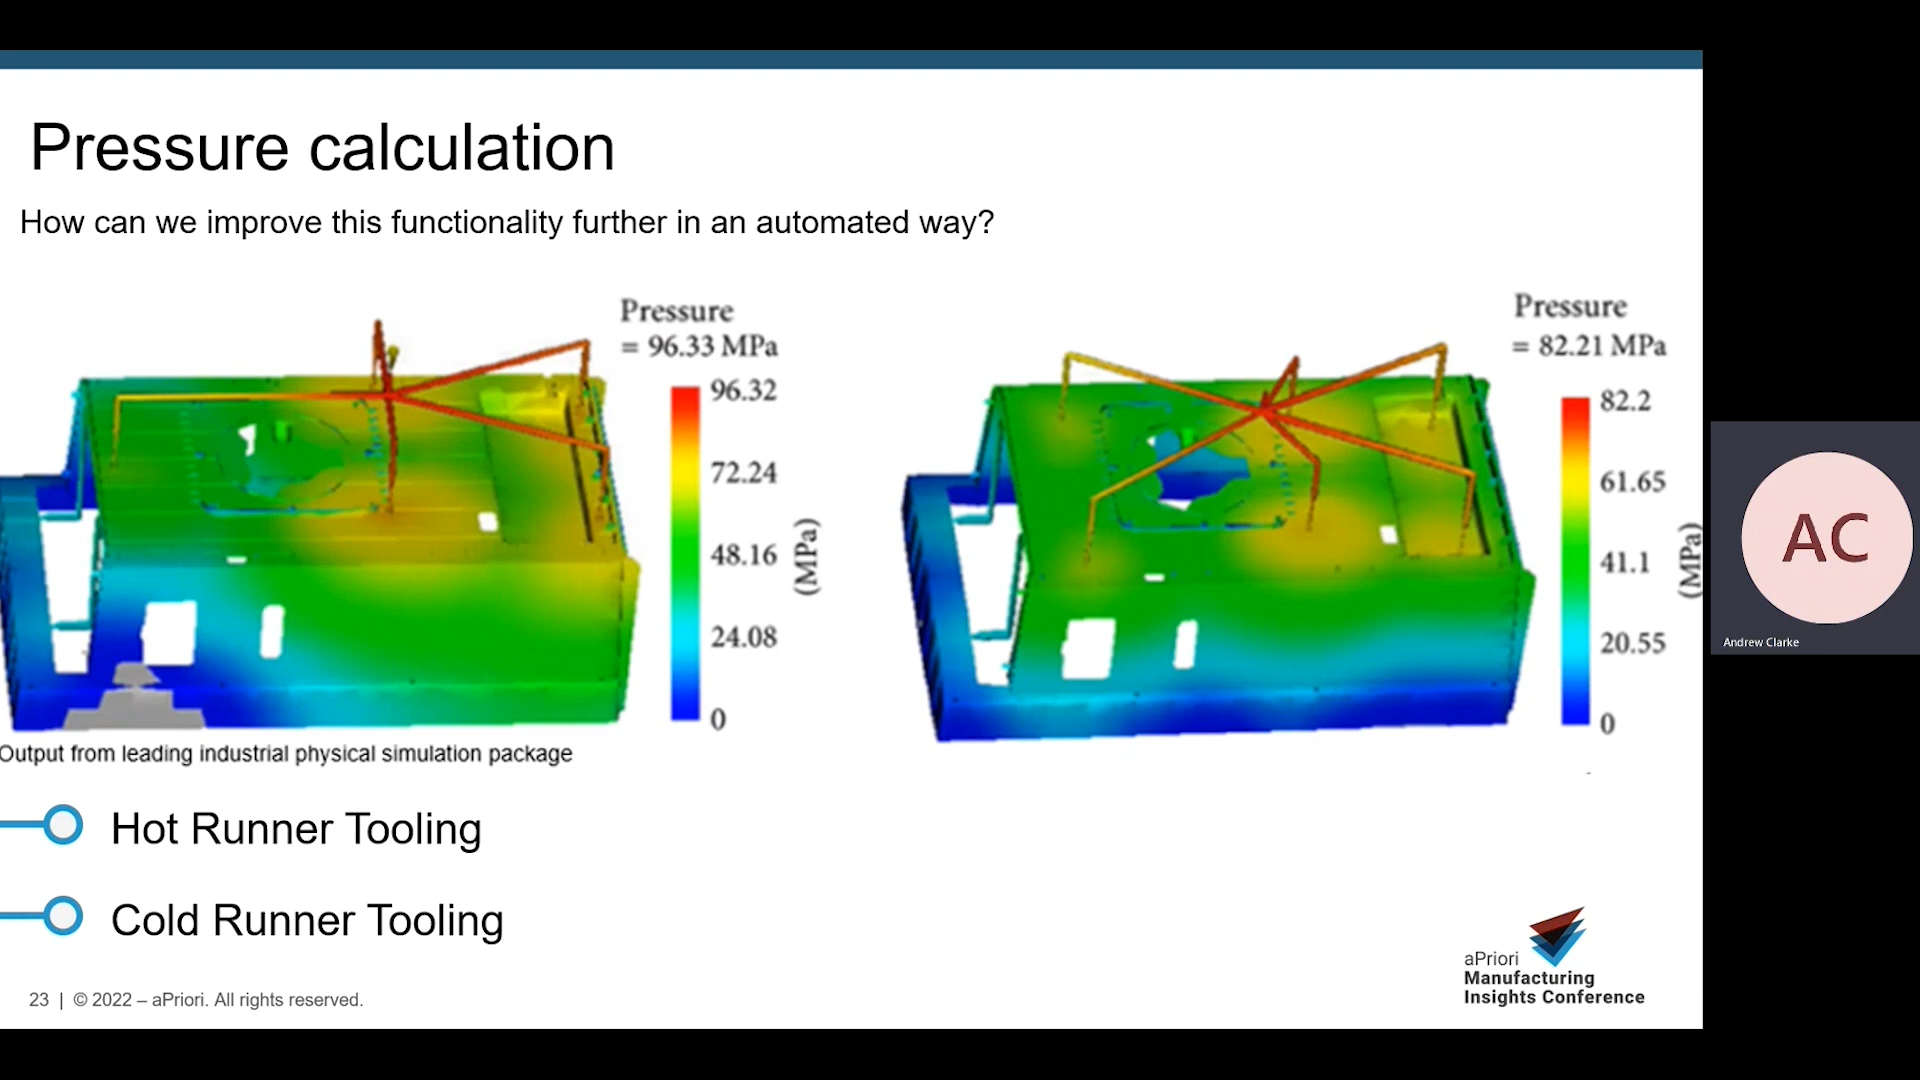 Pressure calculation
How can we improve this functionality further in an automated way?
Pressure
= 96.33 MPa
96.32
72.24
48.16
24.08
0
(MPa)
Pressure
= 82.21 MPa
82.2
61.65
41.1
20.55
0
(MPa)
Output from leading industrial physical simulation package
Hot Runner Tooling
Cold Runner Tooling
23 | © 2022 – aPriori. All rights reserved.
aPriori
Manufacturing
Insights Conference
AC
Andrew Clarke